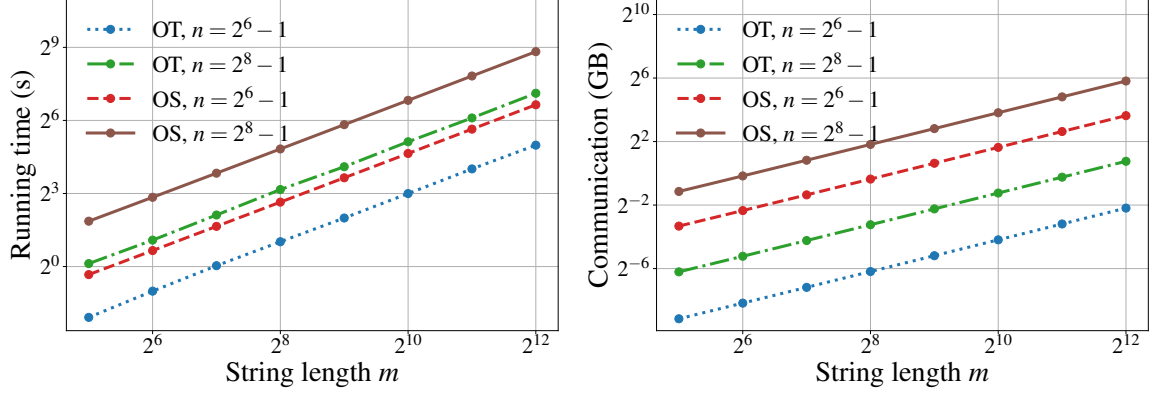 Running time (s)
2^9
2^6
2^3
2^0
OT, n = 2^6 − 1
OT, n = 2^8 − 1
OS, n = 2^6 − 1
OS, n = 2^8 − 1
2^6
2^8
2^10
2^12
String length m
Communication (GB)
2^10
2^6
2^2
2^−2
2^−6
OT, n = 2^6 − 1
OT, n = 2^8 − 1
OS, n = 2^6 − 1
OS, n = 2^8 − 1
2^6
2^8
2^10
2^12
String length m